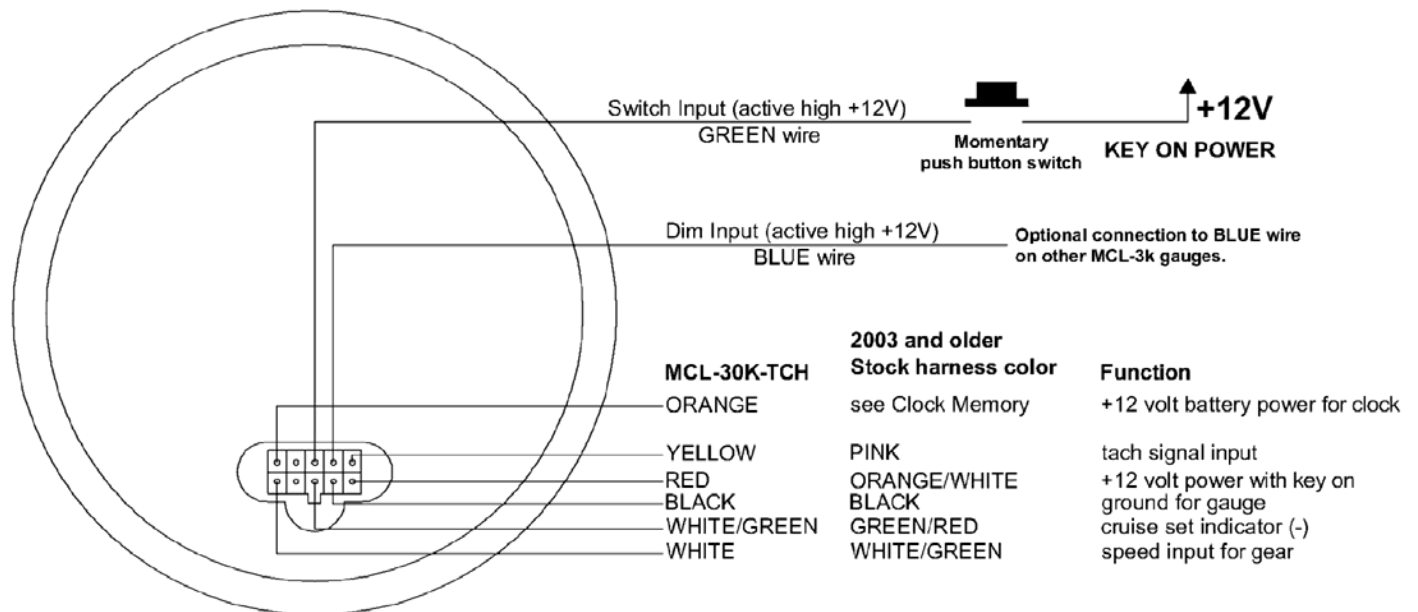 Switch Input (active high +12V)
GREEN wire
Momentary
push button switch
+12V
KEY ON POWER
Dim Input (active high +12V)
BLUE wire
Optional connection to BLUE wire
on other MCL-3k gauges.
MCL-30K-TCH
2003 and older
Stock harness color
Function
ORANGE see Clock Memory +12 volt battery power for clock
YELLOW PINK tach signal input
RED ORANGE/WHITE +12 volt power with key on
BLACK BLACK ground for gauge
WHITE/GREEN GREEN/RED cruise set indicator (-)
WHITE WHITE/GREEN speed input for gear